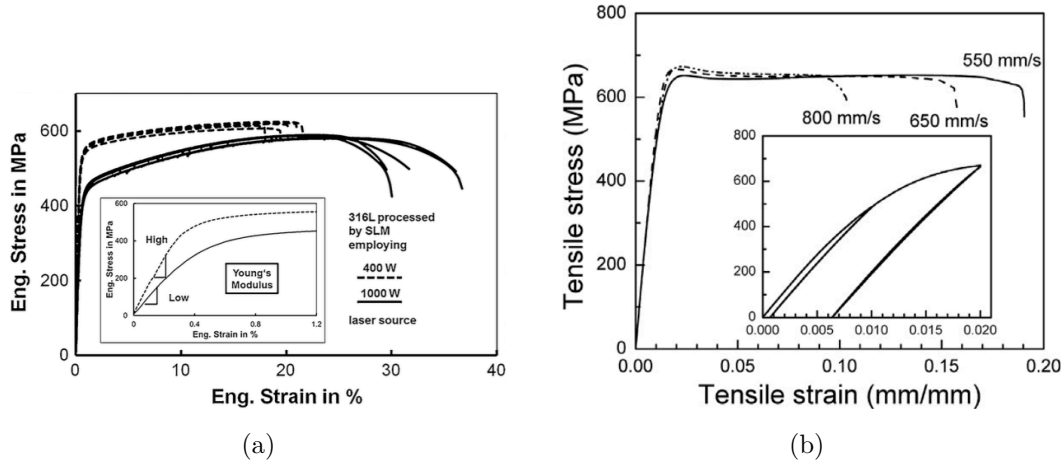 (a)
Eng. Stress in MPa
600
400
200
0
0
10
20
30
40
Eng. Strain in %
Eng. Stress in MPa
600
400
200
0
0
0.4
0.8
1.2
Eng. Strain in %
High
Low
Young's
Modulus
316L processed
by SLM
employing
400 W
1000 W
laser source
(a)
(b)
Tensile stress (MPa)
800
700
600
500
400
300
200
100
0
0.00
0.05
0.10
0.15
0.20
Tensile strain (mm/mm)
550 mm/s
800 mm/s
650 mm/s
800
600
400
200
0
0.000
0.005
0.010
0.015
0.020
(b)